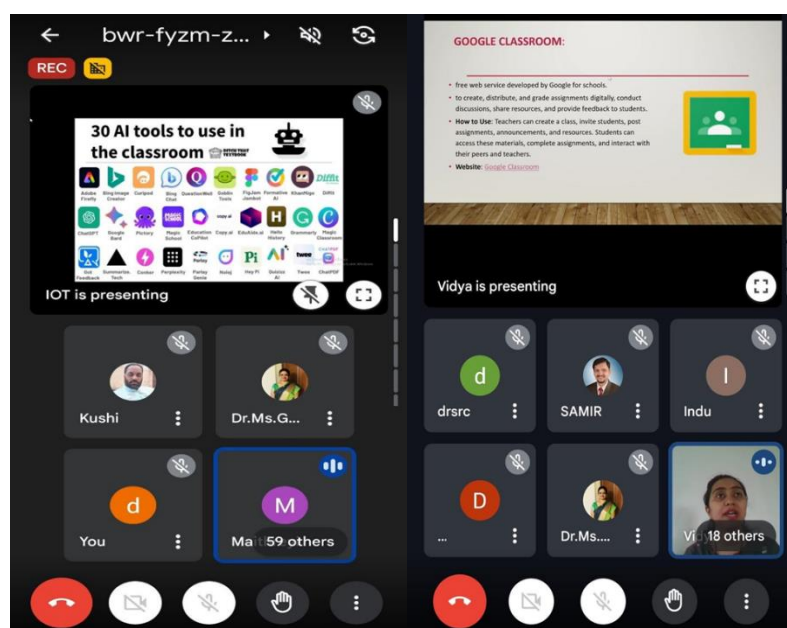 bwr-fyzm-z...
REC
30 AI tools to use in
the classroom DITCH THAT TEXTBOOK
Adobe Firefly
Bing Image Creator
Canva
Bing Chat
QuestionWell
Goblin Tools
FigJam Jambot
Formative AI
KhanMigo
Diffit
ChatGPT
Google Bard
Pictory
Magic School
Education CoPilot
Copy ai
EduAide.ai
Hello History
Grammarly
Magic Classroom
Gut Feedback
Summarize Tech
Conker
Perplexity
Parlay Genie
Nolej
Hey Pi
Quizizz AI
Twee
ChatPDF
IOT is presenting
Kushi
Dr.Ms.G...
d
You
M
59 others
GOOGLE CLASSROOM:
• free web service developed by Google for schools.
• to create, distribute, and grade assignments digitally, conduct
discussions, share resources, and provide feedback to students.
• How to Use: Teachers can create a class, invite students, post
assignments, announcements, and resources. Students can
access these materials, complete assignments, and interact with
their peers and teachers.
• Website: Google Classroom
Vidya is presenting
d
drsrc
SAMIR
I
Indu
D
...
Dr.Ms....
18 others